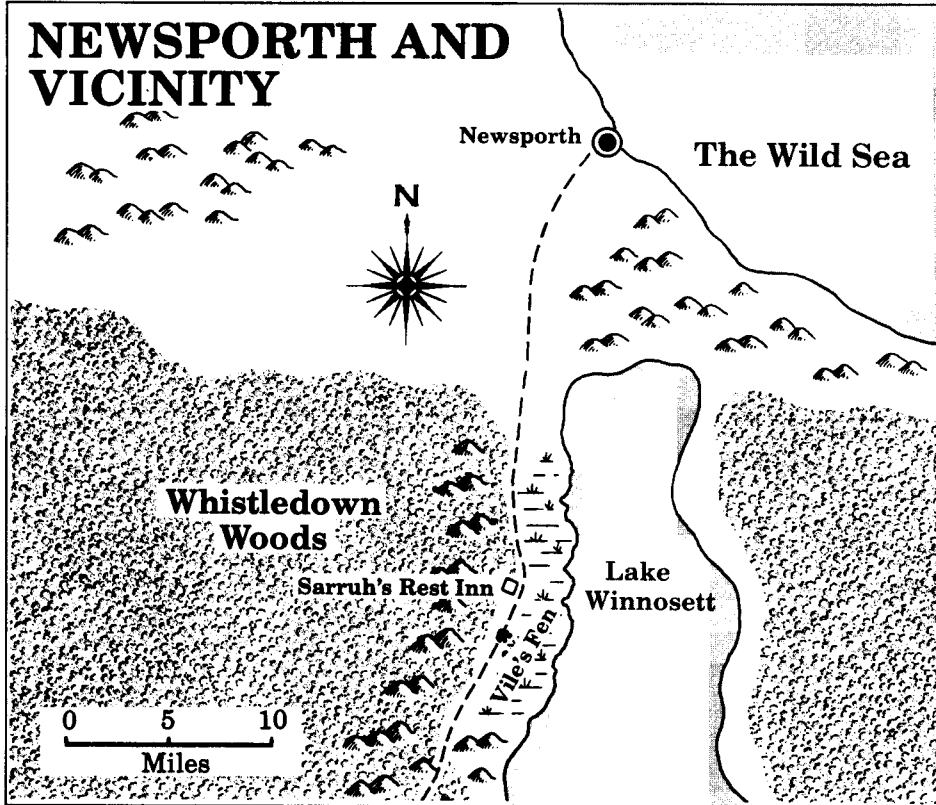 NEWSPORTH AND
VICINITY
Newsporth
The Wild Sea
N
Whistledown
Woods
Sarruh's Rest Inn
Lake
Winnosett
Vile's Fen
0 5 10
Miles